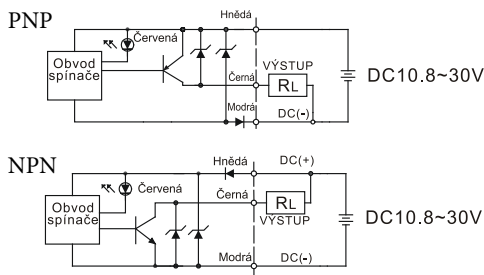 PNP
Hnědá
Červená
Obvod
spínače
VÝSTUP
Černá
RL
DC10.8~30V
Modrá
DC(-)
NPN
Hnědá
DC(+)
Červená
Černá
RL
Obvod
spínače
VÝSTUP
DC10.8~30V
Modrá
DC(-)